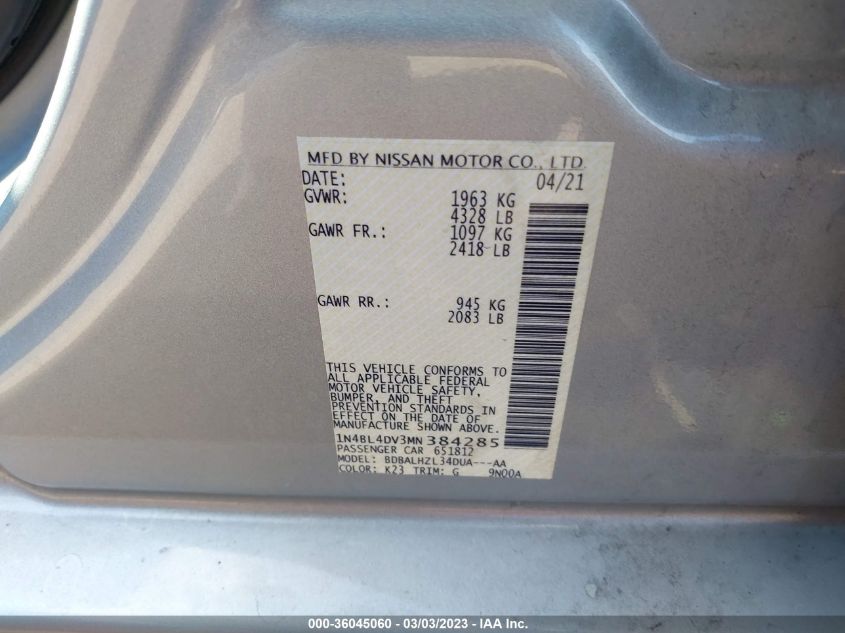 MFD BY NISSAN MOTOR CO., LTD.
DATE: 04/21
GVWR: 1963 KG
4328 LB
GAWR FR.: 1097 KG
2418 LB
GAWR RR.: 945 KG
2083 LB
THIS VEHICLE CONFORMS TO
ALL APPLICABLE FEDERAL
MOTOR VEHICLE SAFETY,
BUMPER, AND THEFT
PREVENTION STANDARDS IN
EFFECT ON THE DATE OF
MANUFACTURE SHOWN ABOVE.
1N4BL4DV3MN384285
PASSENGER CAR 651812
MODEL: BDBALHZL34DUA---AA
COLOR: K23 TRIM: G 9N00A
000-36045060 - 03/03/2023 - IAA Inc.